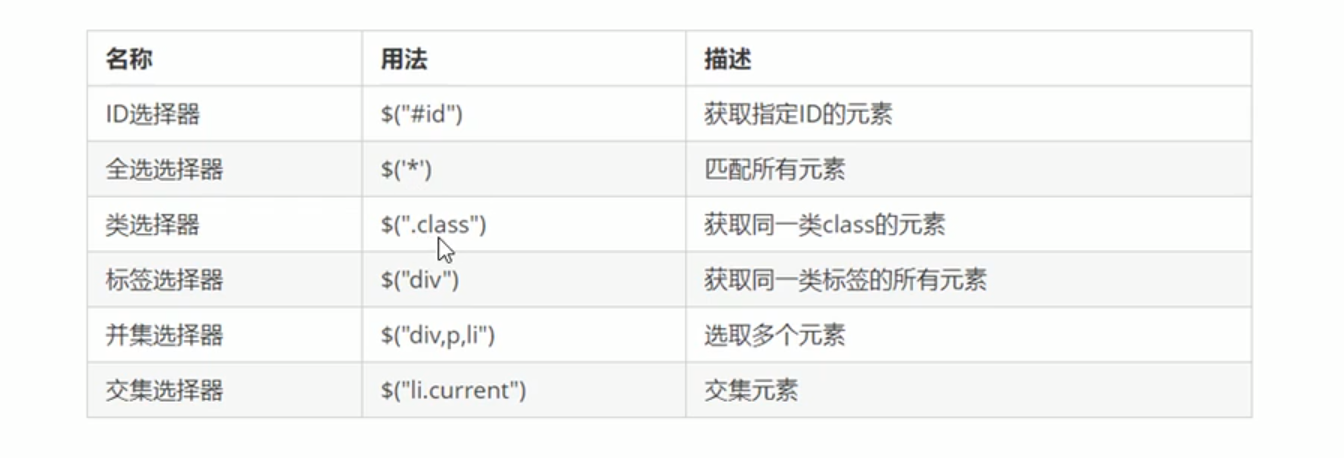 名称 用法 描述
ID选择器 $("#id") 获取指定ID的元素
全选选择器 $('*') 匹配所有元素
类选择器 $(".class") 获取同一类class的元素
标签选择器 $("div") 获取同一类标签的所有元素
并集选择器 $("div,p,li") 选取多个元素
交集选择器 $("li.current") 交集元素